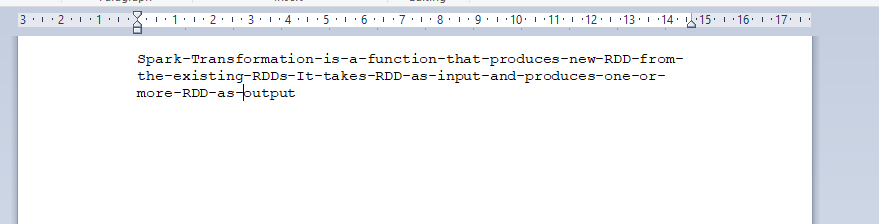 3 · 2 · 1 · 1 · 2 · 3 · 4 · 5 · 6 · 7 · 8 · 9 · 10 · 11 · 12 · 13 · 14 · 15 · 16 · 17
Spark-Transformation-is-a-function-that-produces-new-RDD-from-
the-existing-RDDs-It-takes-RDD-as-input-and-produces-one-or-
more-RDD-as-output